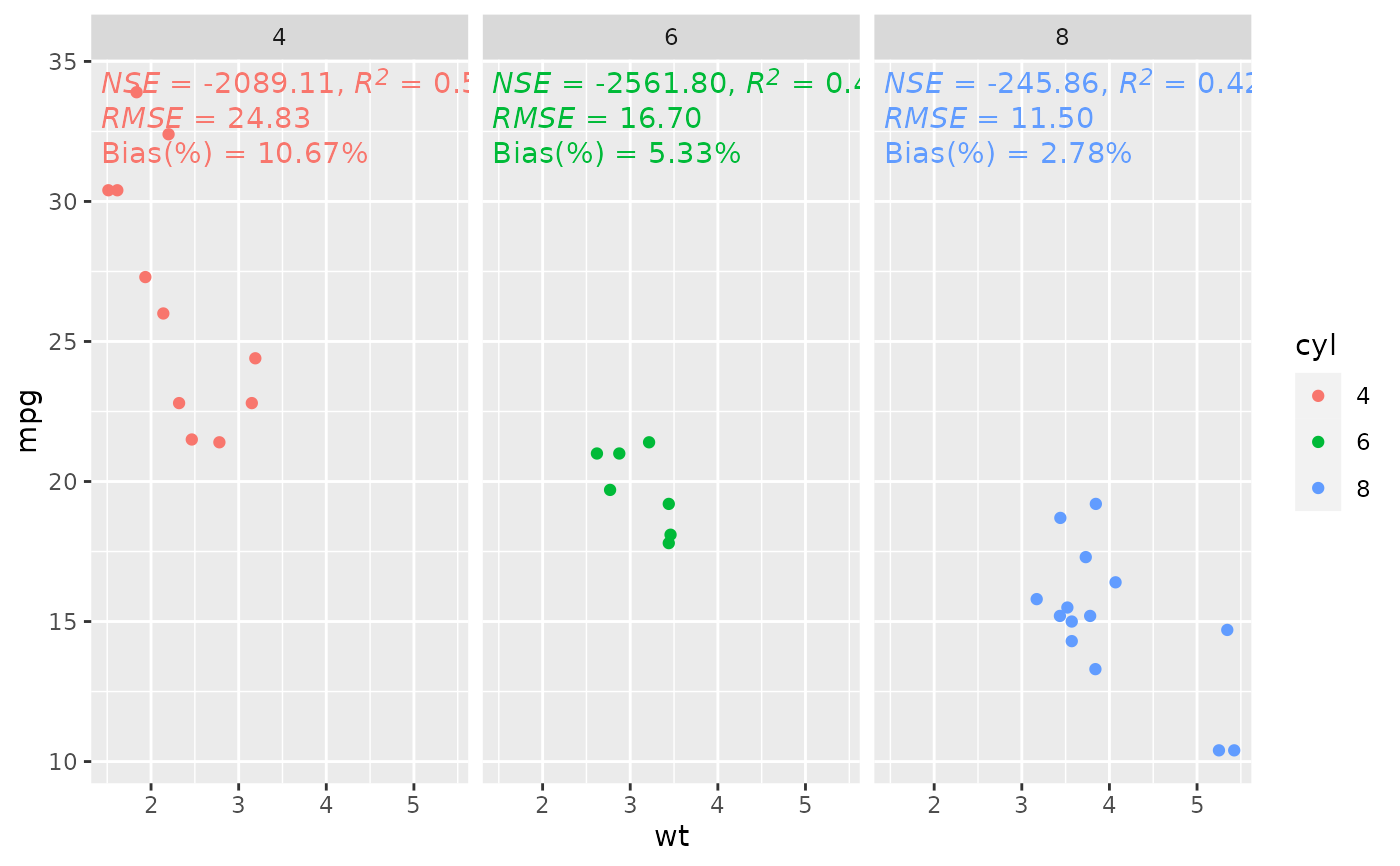 4 6 8
35
30
25
20
15
10
NSE = -2089.11, R² = 0.5
RMSE = 24.83
Bias(%) = 10.67%
NSE = -2561.80, R² = 0.4
RMSE = 16.70
Bias(%) = 5.33%
NSE = -245.86, R² = 0.42
RMSE = 11.50
Bias(%) = 2.78%
mpg
2 3 4 5 2 3 4 5 2 3 4 5
wt
cyl
4
6
8